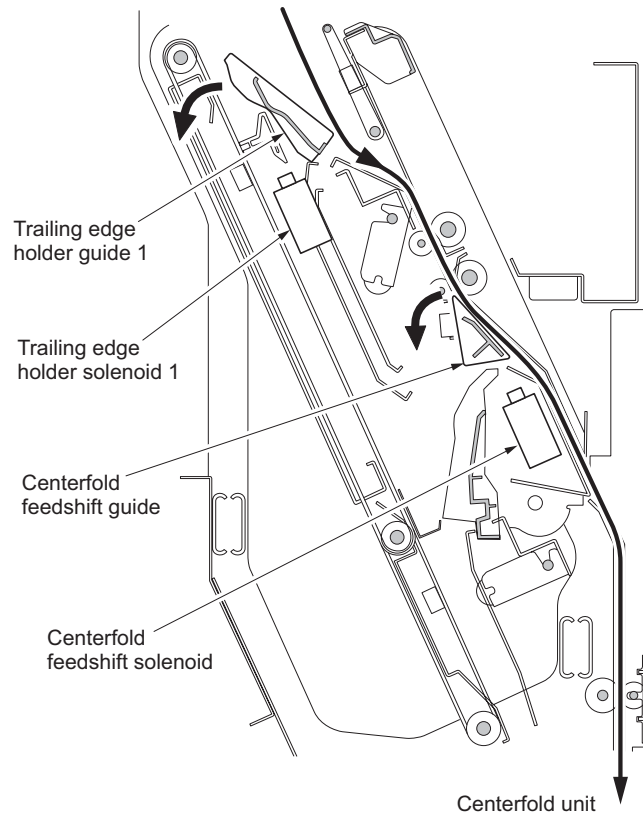 Trailing edge
holder guide 1
Trailing edge
holder solenoid 1
Centerfold
feedshift guide
Centerfold
feedshift solenoid
Centerfold unit